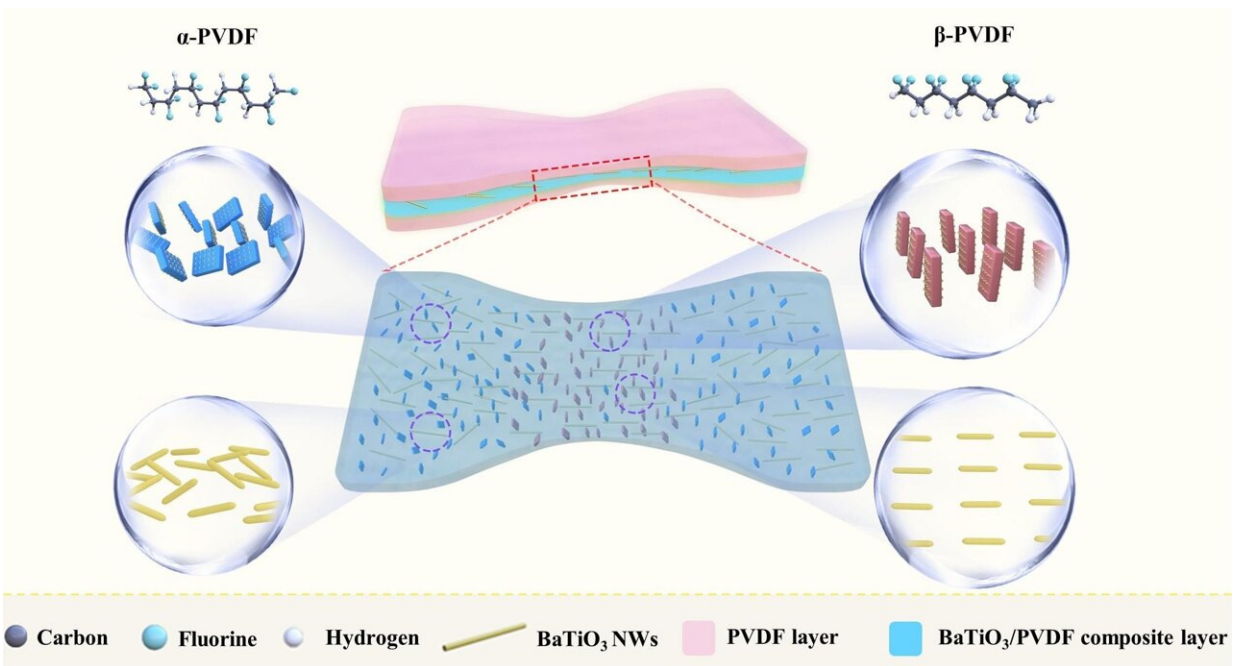 α-PVDF
β-PVDF
Carbon
Fluorine
Hydrogen
BaTiO₃ NWs
PVDF layer
BaTiO₃/PVDF composite layer